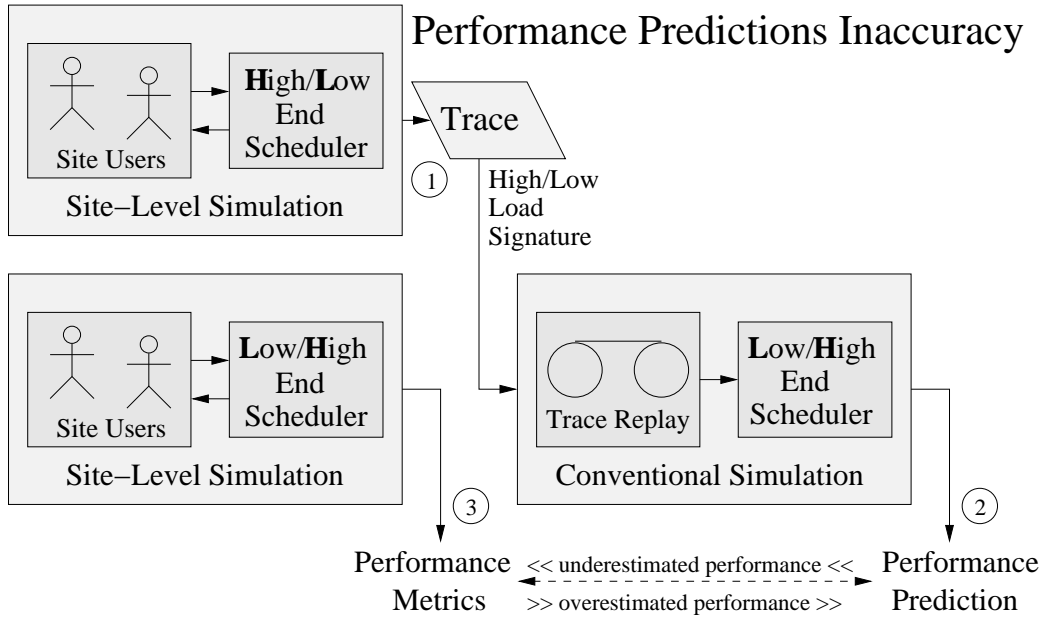 Performance Predictions Inaccuracy
High/Low
End
Scheduler
Site Users
Site–Level Simulation
Trace
1
High/Low
Load
Signature
Low/High
End
Scheduler
Site Users
Site–Level Simulation
Trace Replay
Low/High
End
Scheduler
Conventional Simulation
3
2
Performance
Metrics
<< underestimated performance <<
>> overestimated performance >>
Performance
Prediction